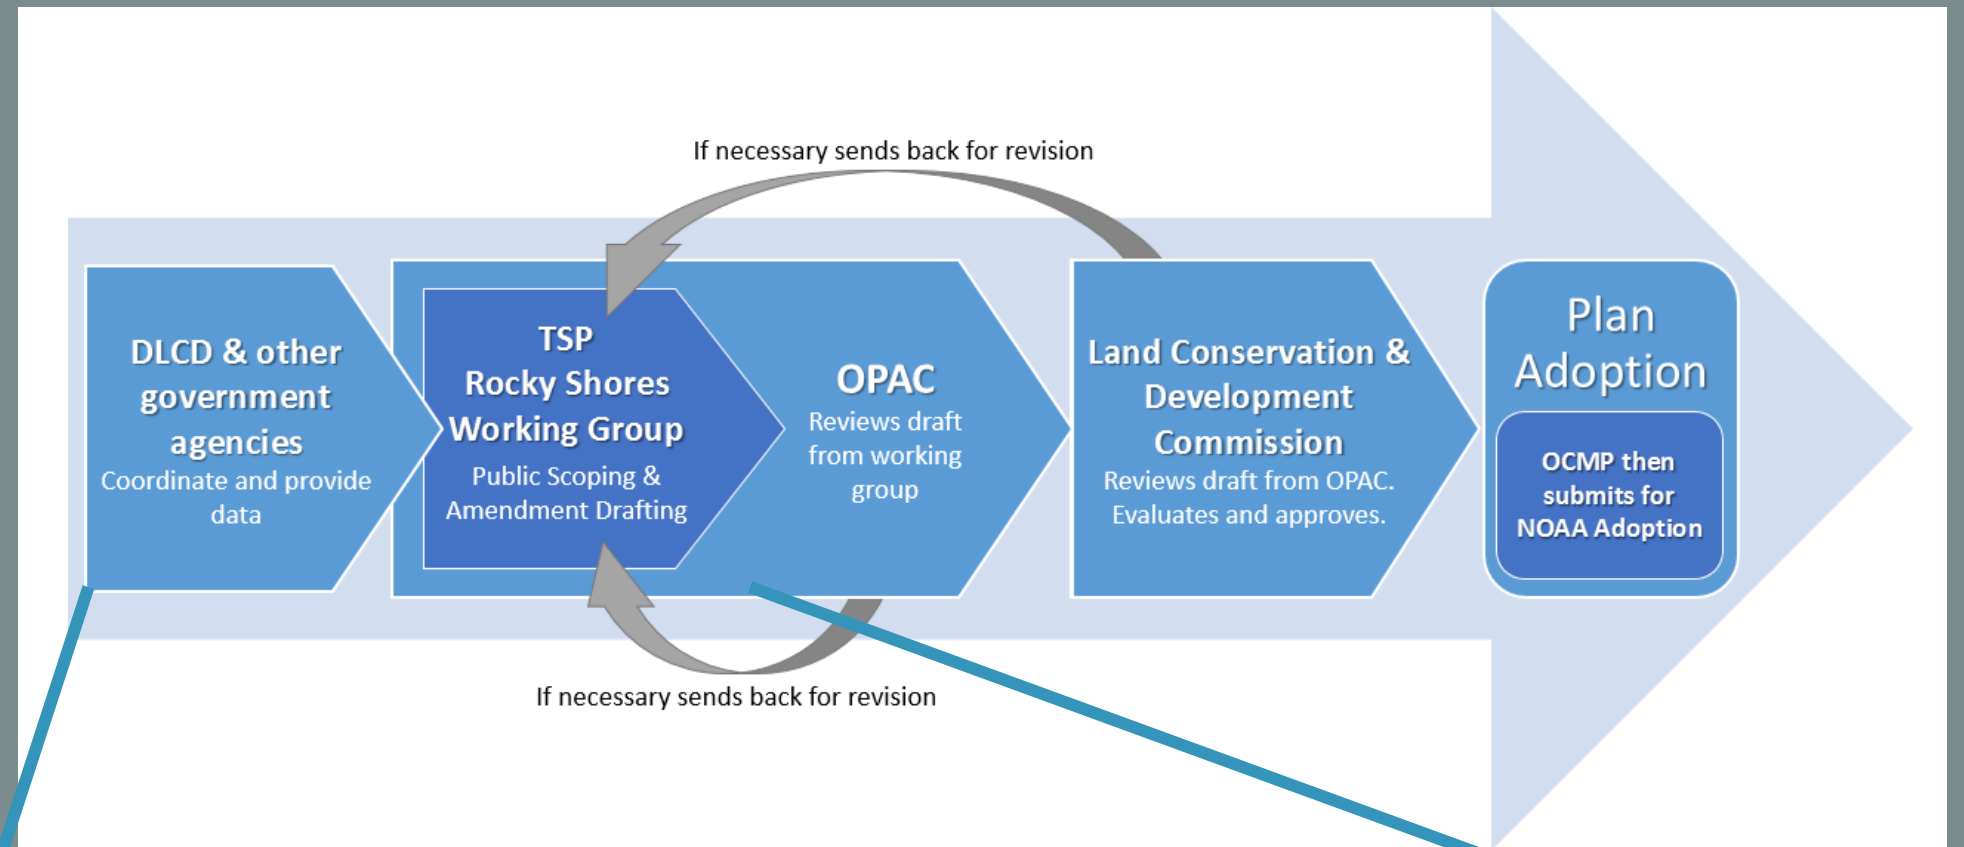 If necessary sends back for revision
DLCD & other
government
agencies
Coordinate and provide
data
TSP
Rocky Shores
Working Group
Public Scoping &
Amendment Drafting
OPAC
Reviews draft
from working
group
Land Conservation &
Development
Commission
Reviews draft from OPAC.
Evaluates and approves.
Plan
Adoption
OCMP then
submits for
NOAA Adoption
If necessary sends back for revision